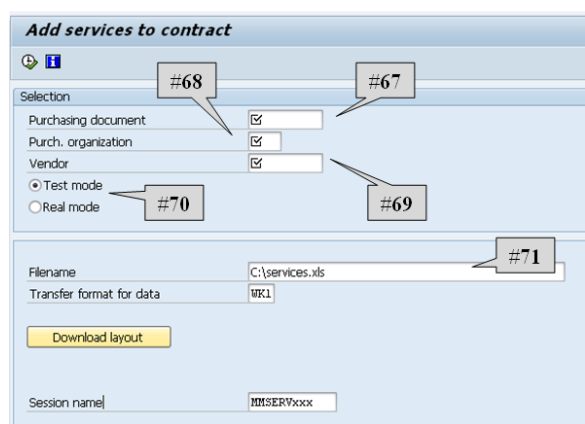 Add services to contract
#68
#67
Selection
Purchasing document
Purch. organization
Vendor
Test mode
#70
#69
Real mode
#71
Filename C:\services.xls
Transfer format for data WK1
Download layout
Session name MMSERVxxx